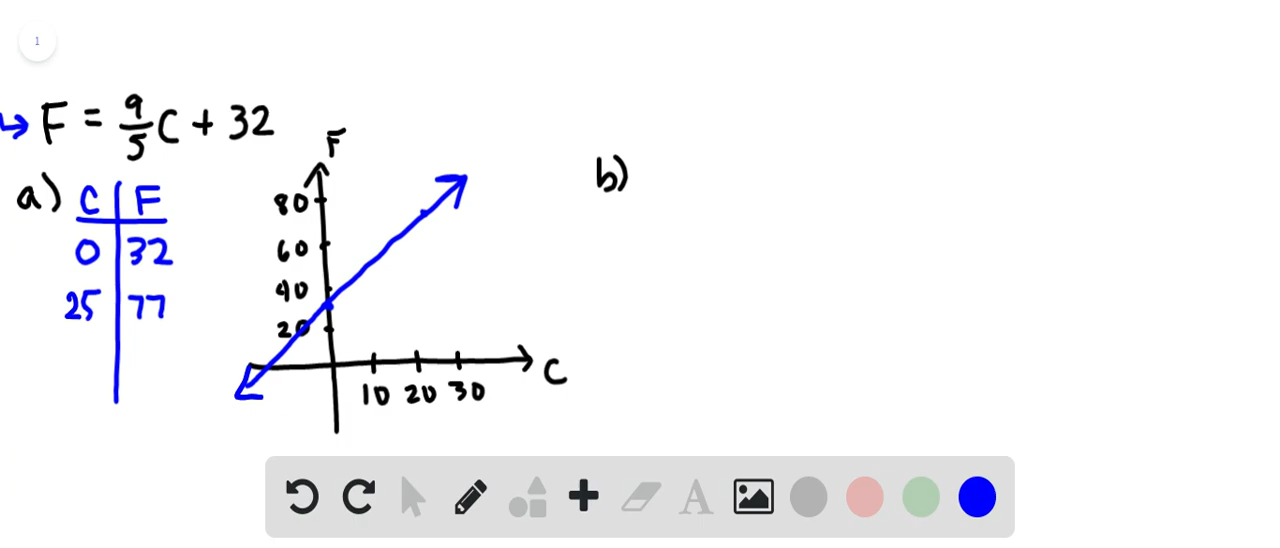 1
↳ F = 9/5 C + 32
a) C | F
0 | 32
25 | 77
F
80
60
40
20
10 20 30
C
b)
A